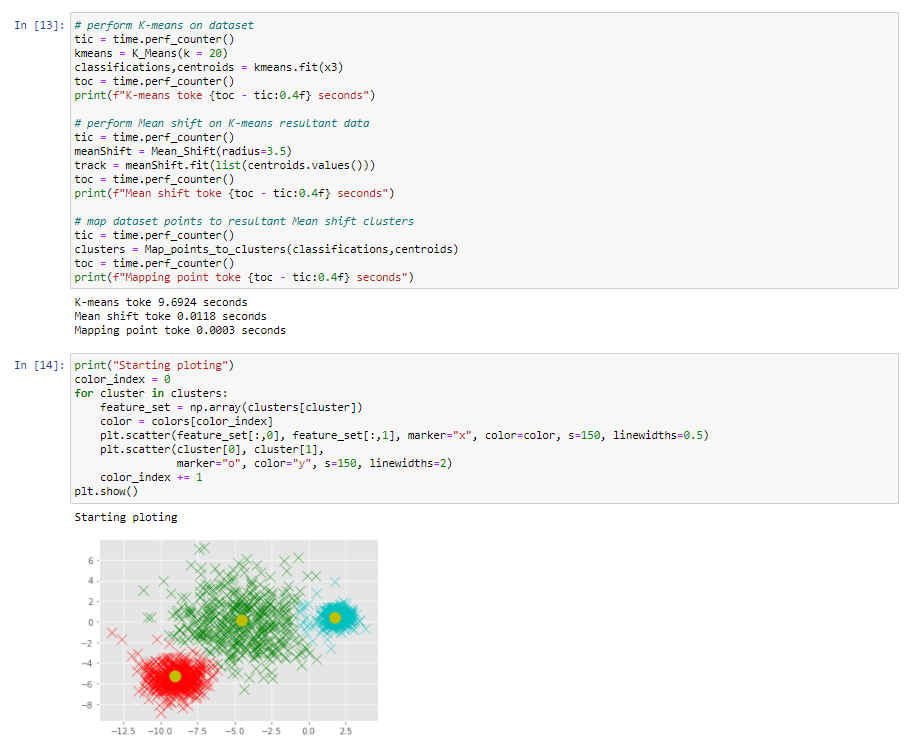 In [13]:
# perform K-means on dataset
tic = time.perf_counter()
kmeans = K_Means(k = 20)
classifications,centroids = kmeans.fit(x3)
toc = time.perf_counter()
print(f"K-means toke {toc - tic:0.4f} seconds")
# perform Mean shift on K-means resultant data
tic = time.perf_counter()
meanShift = Mean_Shift(radius=3.5)
track = meanShift.fit(list(centroids.values()))
toc = time.perf_counter()
print(f"Mean shift toke {toc - tic:0.4f} seconds")
# map dataset points to resultant Mean shift clusters
tic = time.perf_counter()
clusters = Map_points_to_clusters(classifications,centroids)
toc = time.perf_counter()
print(f"Mapping point toke {toc - tic:0.4f} seconds")
K-means toke 9.6924 seconds
Mean shift toke 0.0118 seconds
Mapping point toke 0.0003 seconds
In [14]:
print("Starting ploting")
color_index = 0
for cluster in clusters:
    feature_set = np.array(clusters[cluster])
    color = colors[color_index]
    plt.scatter(feature_set[:,0], feature_set[:,1], marker="x", color=color, s=150, linewidths=0.5)
    plt.scatter(cluster[0], cluster[1],
                marker="o", color="y", s=150, linewidths=2)
    color_index += 1
plt.show()
Starting ploting
6
4
2
0
−2
−4
−6
−8
−12.5 −10.0 −7.5 −5.0 −2.5 0.0 2.5